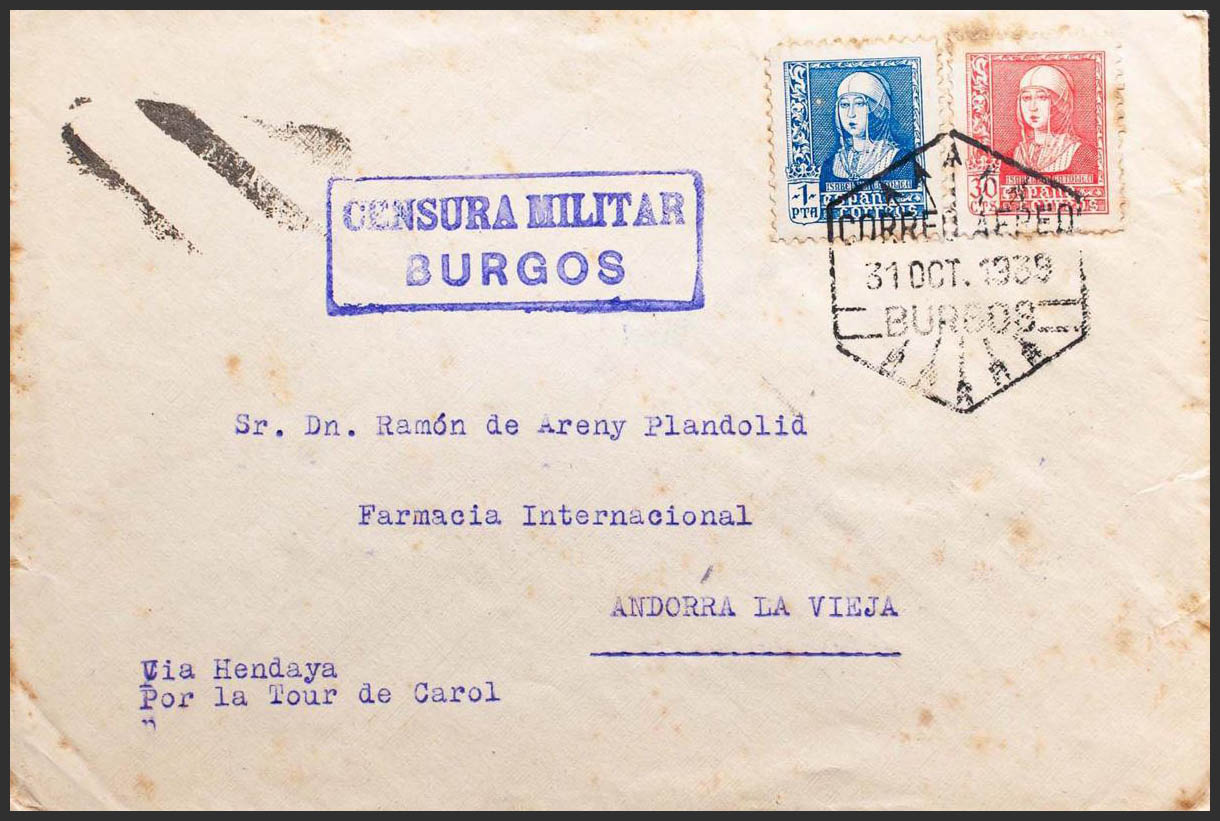 ISABEL LA CATOLICA
-1- PTA
España
CORREOS
ISABEL LA CATOLICA
30 CTS
España
CORREOS
CENSURA MILITAR
BURGOS
CORREO AEREO
31 OCT. 1938
BURGOS
Sr. Dn. Ramón de Areny Plandolid
Farmacia Internacional
ANDORRA LA VIEJA
Via Hendaya
Por la Tour de Carol
"